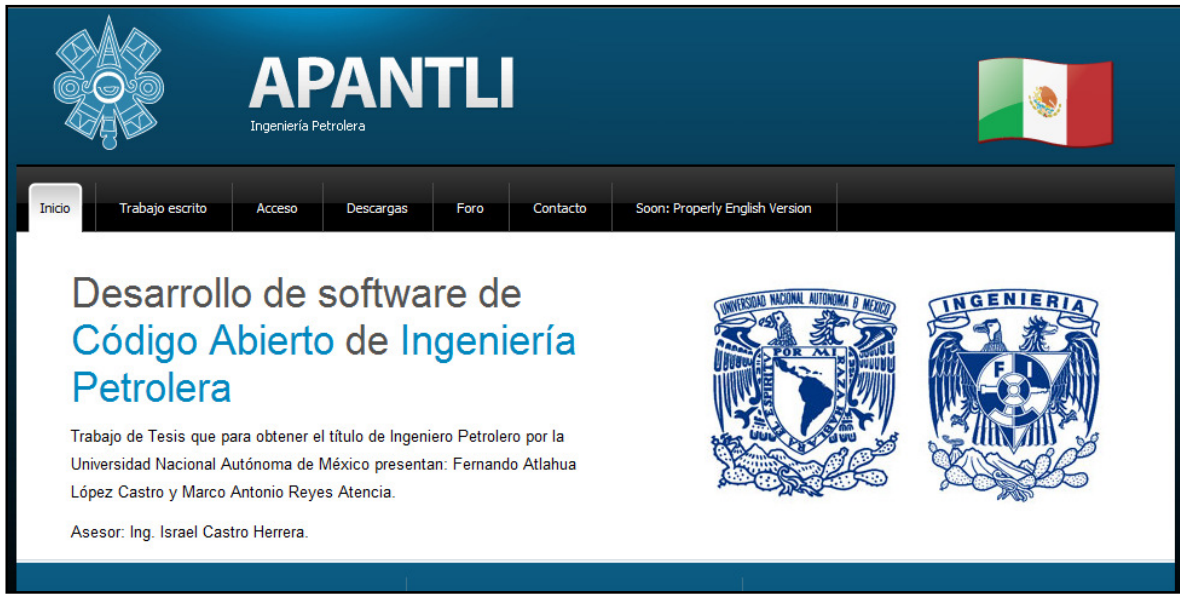 APANTLI
Ingeniería Petrolera
Inicio Trabajo escrito Acceso Descargas Foro Contacto Soon: Properly English Version
Desarrollo de software de
Código Abierto de Ingeniería
Petrolera
Trabajo de Tesis que para obtener el título de Ingeniero Petrolero por la
Universidad Nacional Autónoma de México presentan: Fernando Atlahua
López Castro y Marco Antonio Reyes Atencia.
Asesor: Ing. Israel Castro Herrera.
UNIVERSIDAD NACIONAL AUTONOMA D MEXICO
POR MI RAZA HABLARA EL ESPIRITU
INGENIERIA
F I